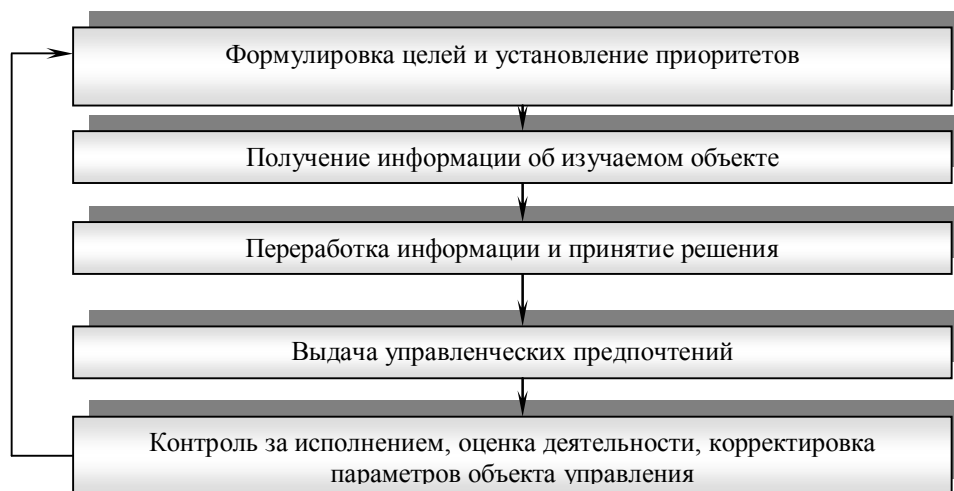 Формулировка целей и установление приоритетов
Получение информации об изучаемом объекте
Переработка информации и принятие решения
Выдача управленческих предпочтений
Контроль за исполнением, оценка деятельности, корректировка
параметров объекта управления